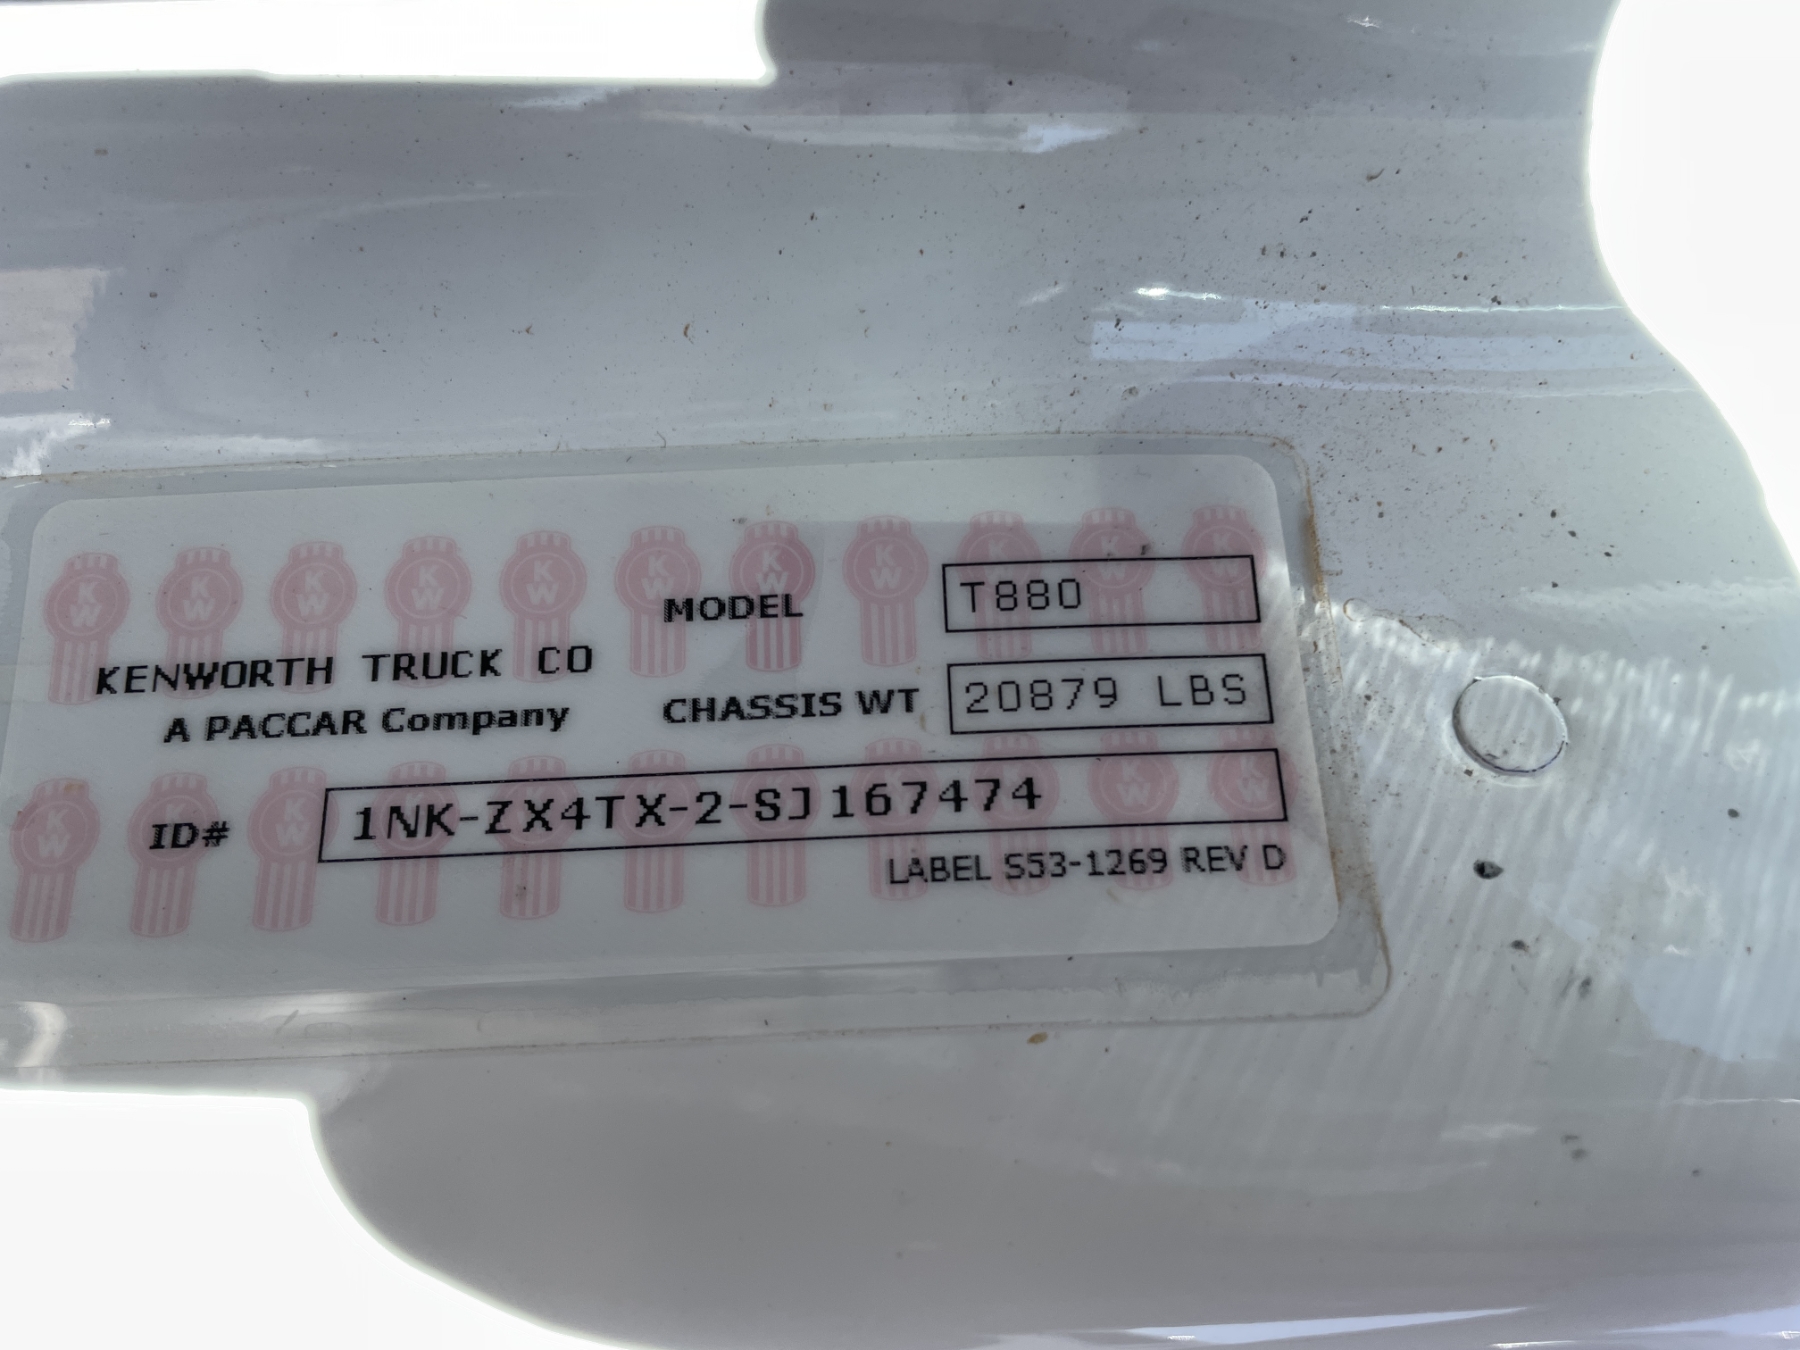 MODEL T880
KENWORTH TRUCK CO
A PACCAR Company
CHASSIS WT 20879 LBS
ID# 1NK-ZX4TX-2-SJ167474
LABEL S53-1269 REV D